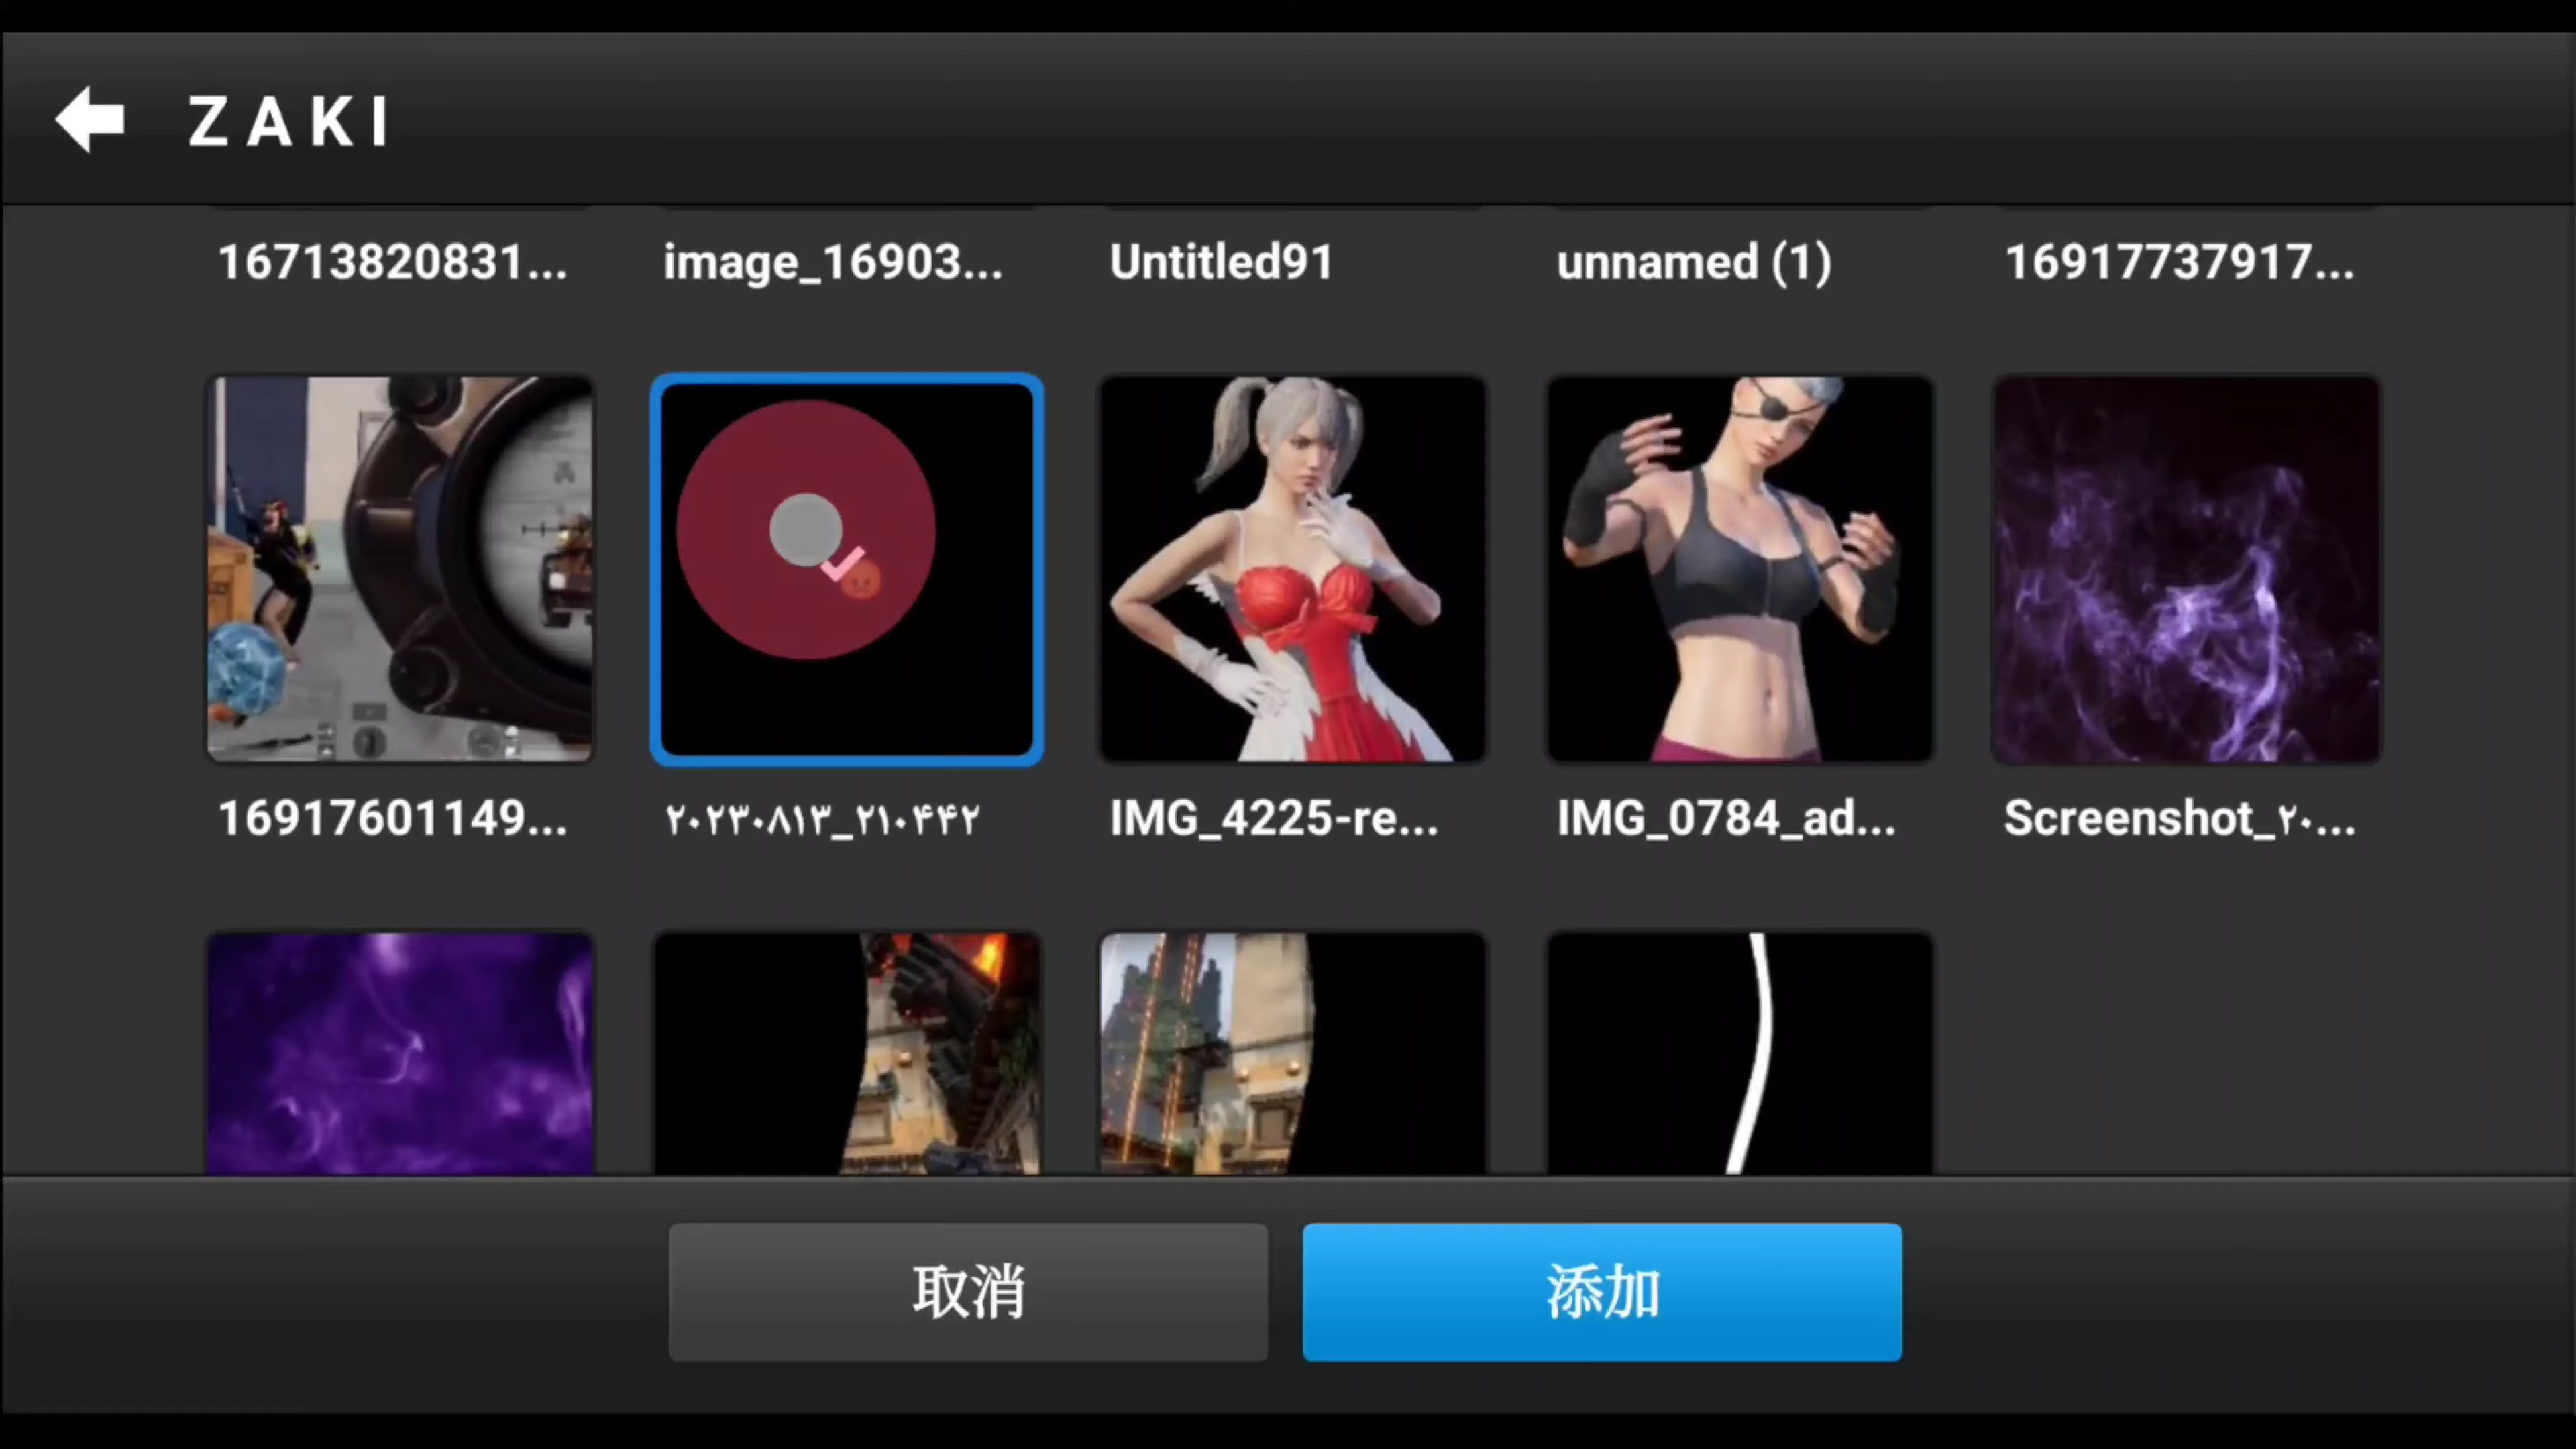 ZAKI
16713820831...
image_16903...
Untitled91
unnamed (1)
16917737917...
16917601149...
۲۰۲۳۰۸۱۳_۲۱۰۴۴۲
IMG_4225-re...
IMG_0784_ad...
Screenshot_۲۰...
取消
添加